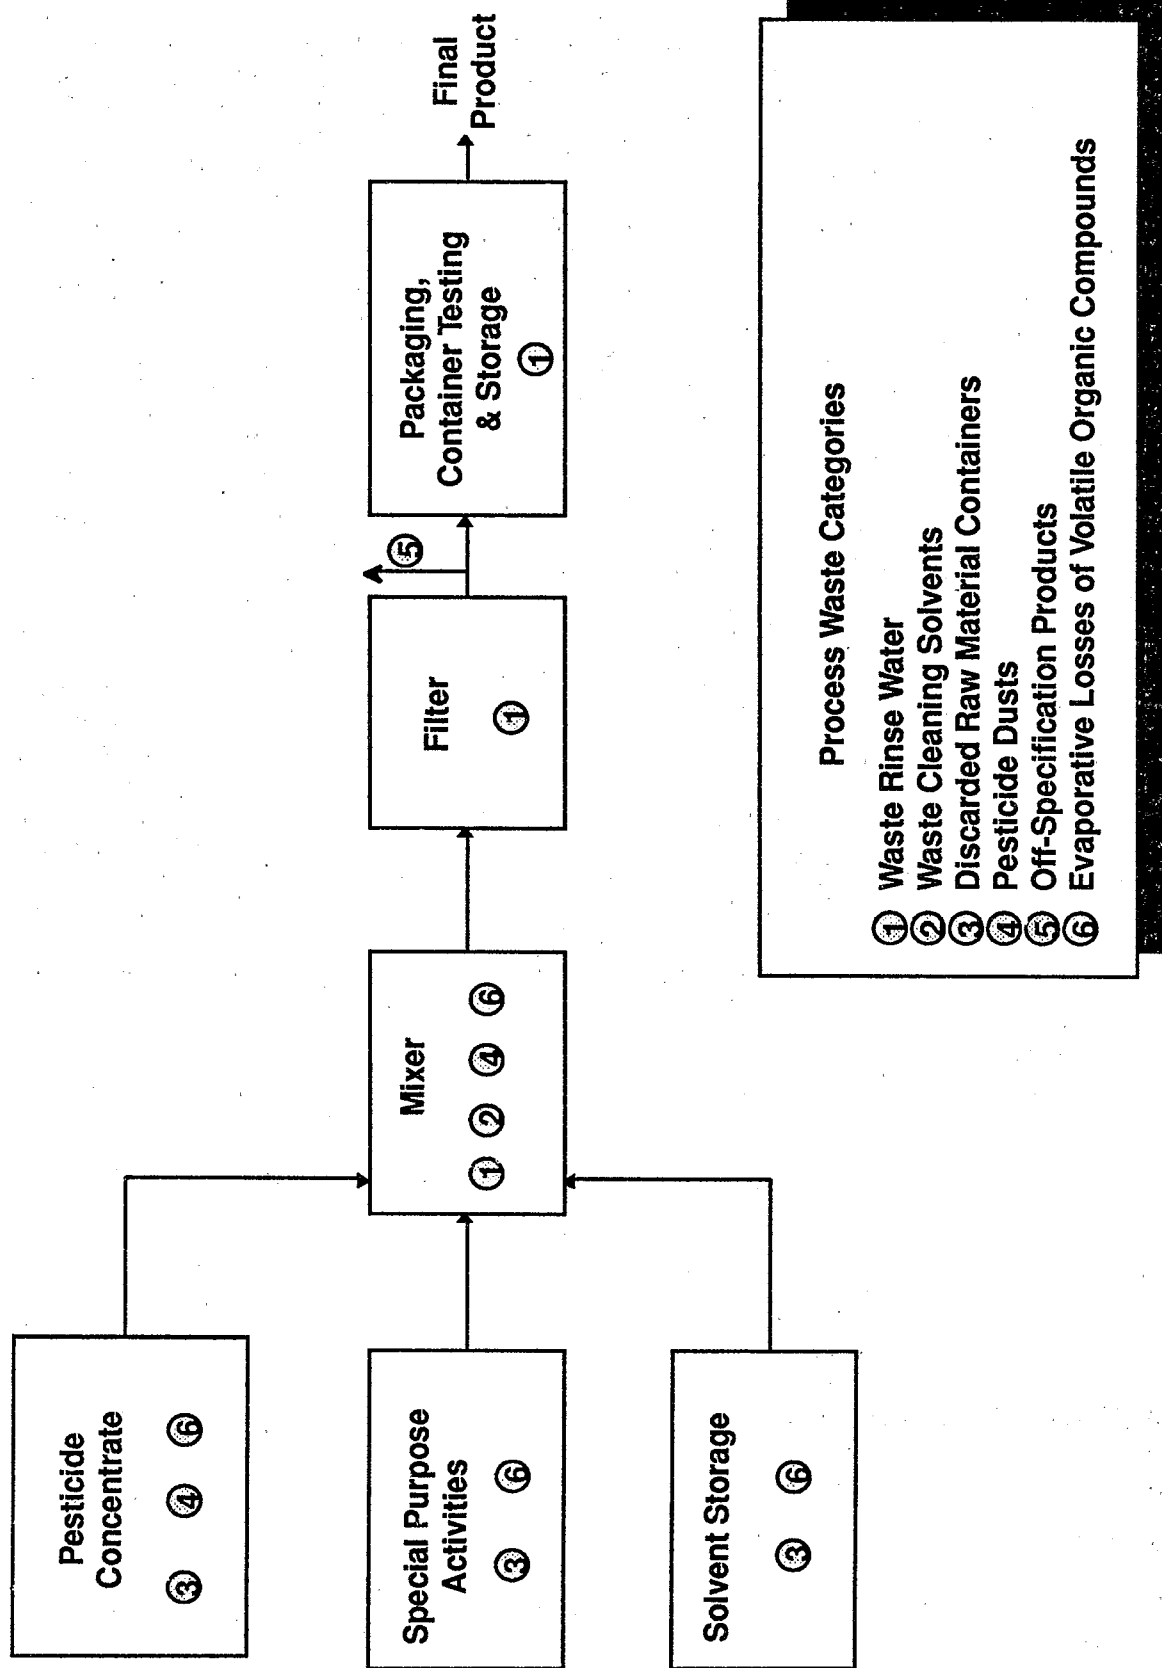 Pesticide
Concentrate
3 4 6
Special Purpose
Activities
3 6
Solvent Storage
3 6
Mixer
1 2 4 6
Filter
1
5
Packaging,
Container Testing
& Storage
1
Final
Product
Process Waste Categories
1 Waste Rinse Water
2 Waste Cleaning Solvents
3 Discarded Raw Material Containers
4 Pesticide Dusts
5 Off-Specification Products
6 Evaporative Losses of Volatile Organic Compounds